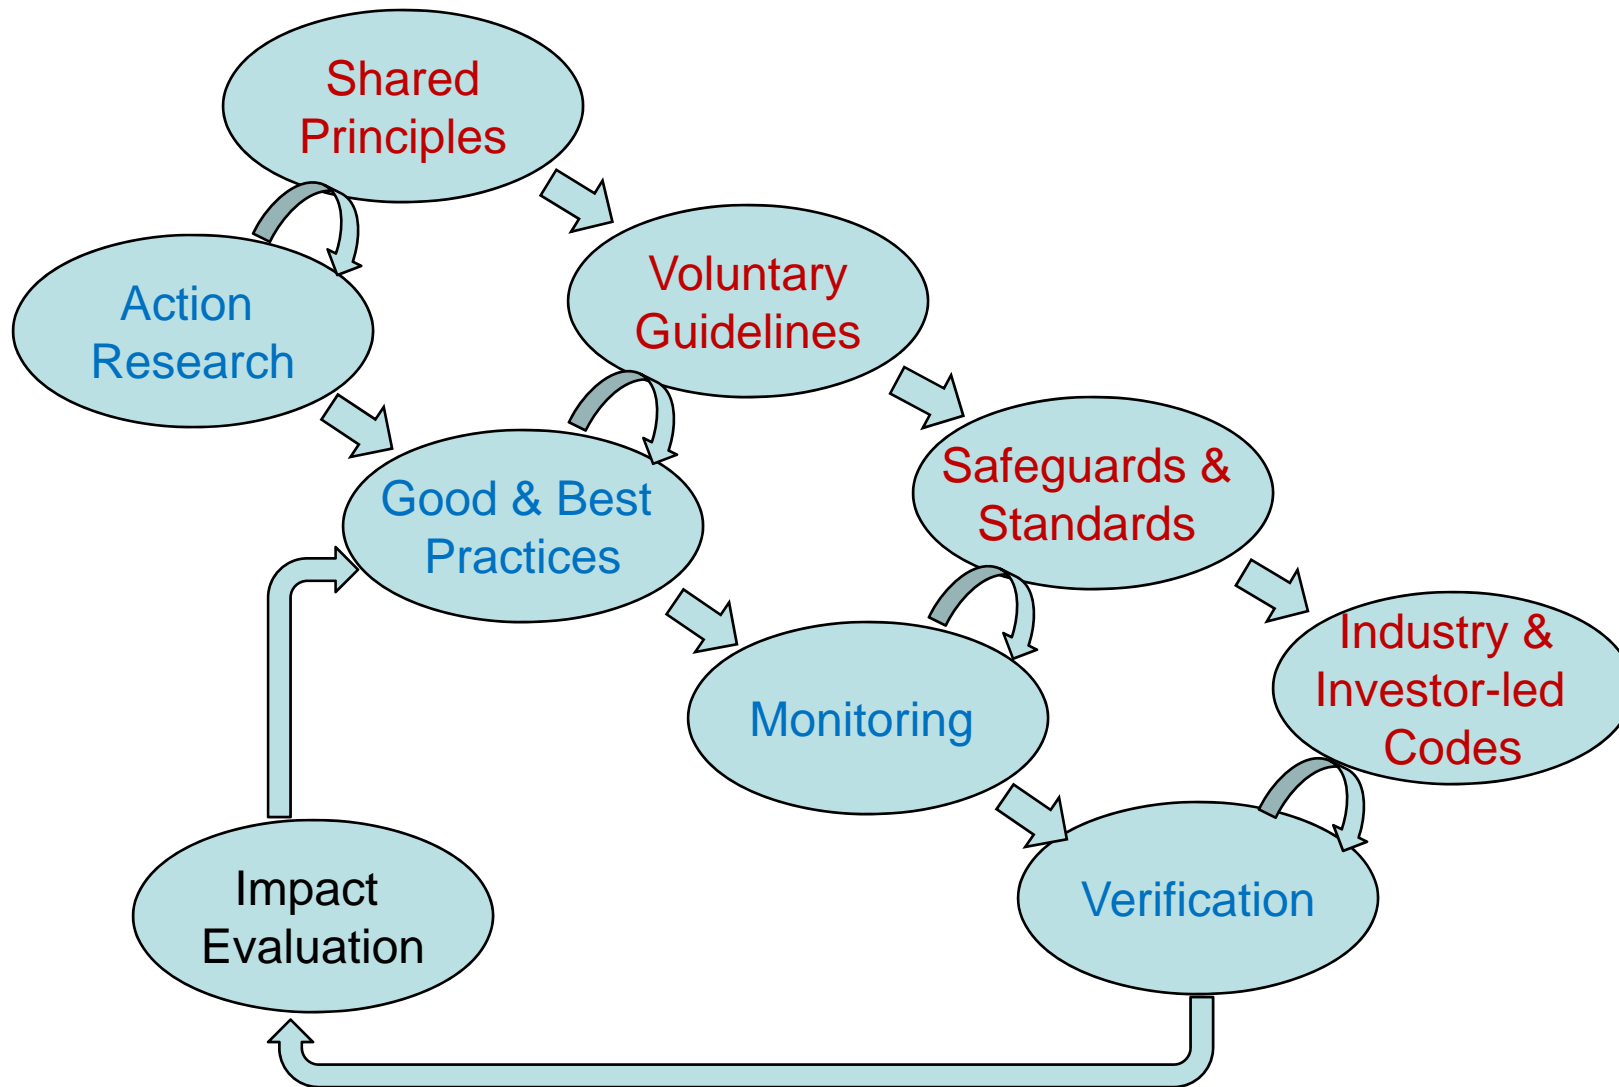 Shared
Principles
Action
Research
Voluntary
Guidelines
Good & Best
Practices
Safeguards &
Standards
Monitoring
Industry &
Investor-led
Codes
Verification
Impact
Evaluation